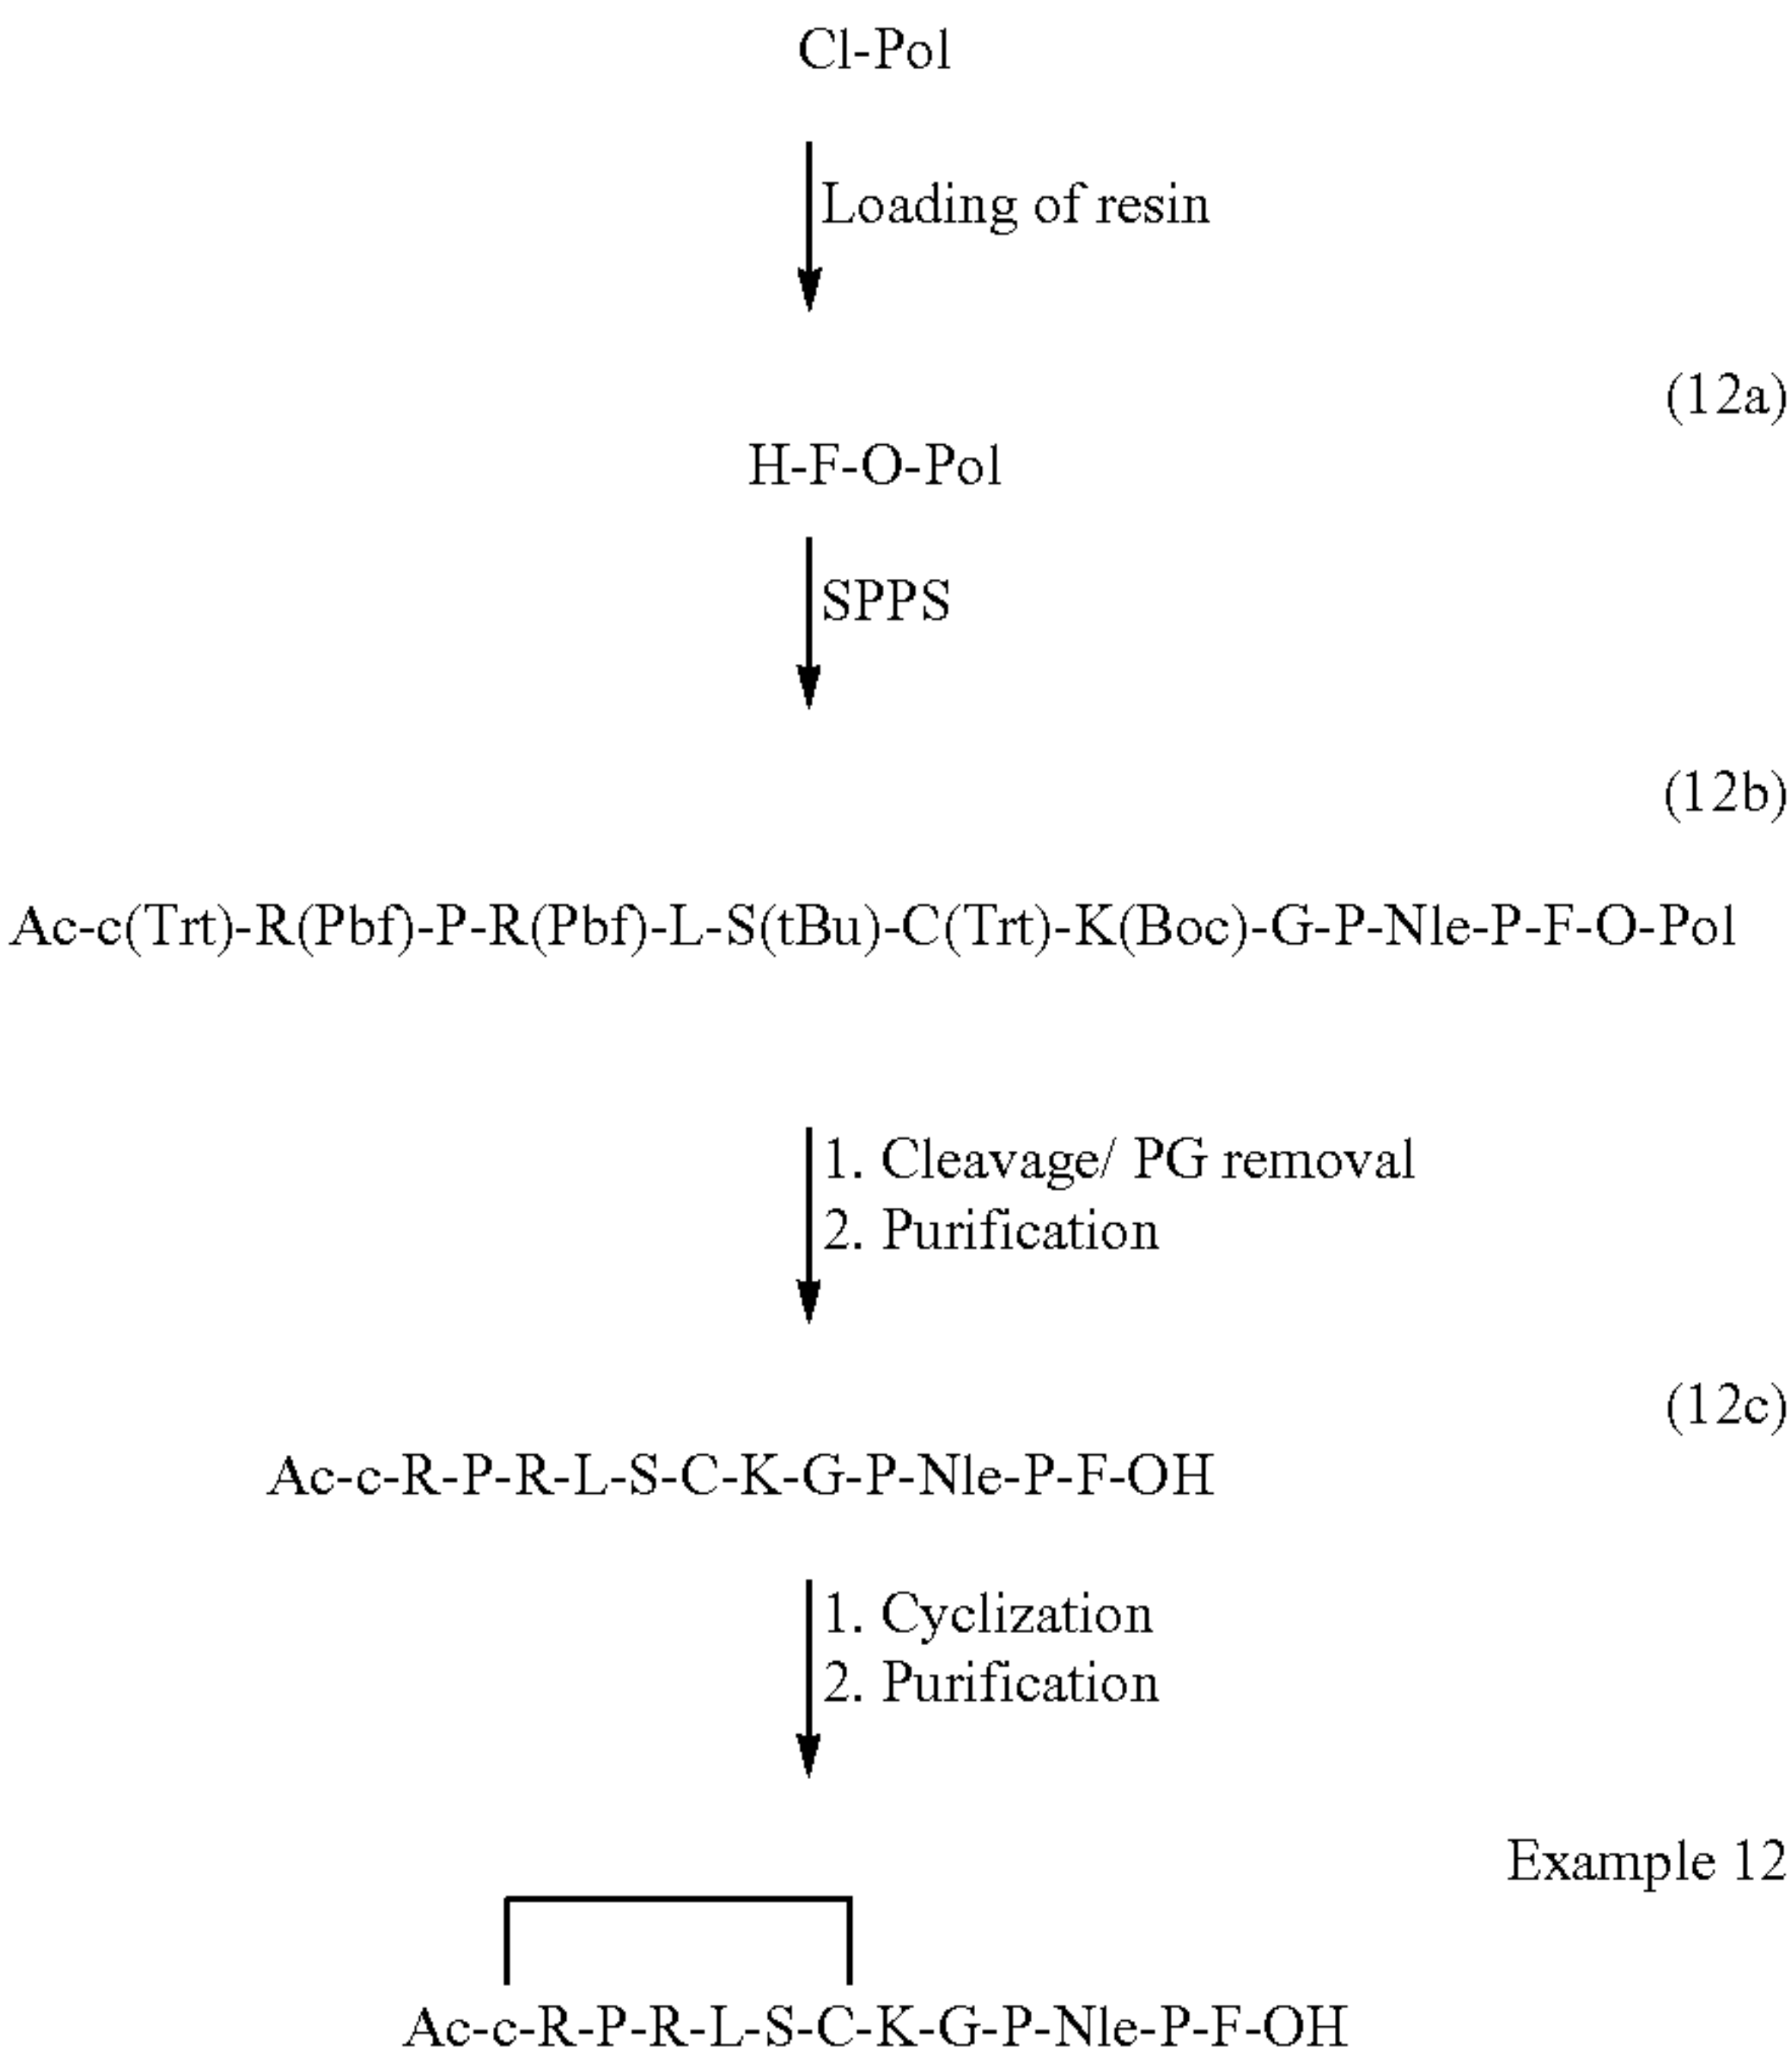 Cl-Pol
Loading of resin
(12a)
H-F-O-Pol
SPPS
(12b)
Ac-c(Trt)-R(Pbf)-P-R(Pbf)-L-S(tBu)-C(Trt)-K(Boc)-G-P-Nle-P-F-O-Pol
1. Cleavage/ PG removal
2. Purification
(12c)
Ac-c-R-P-R-L-S-C-K-G-P-Nle-P-F-OH
1. Cyclization
2. Purification
Example 12
Ac-c-R-P-R-L-S-C-K-G-P-Nle-P-F-OH